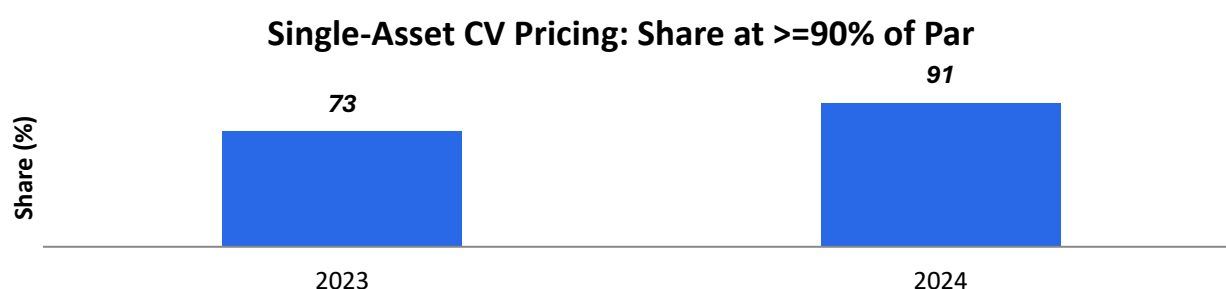 Single-Asset CV Pricing: Share at >=90% of Par
91
73
Share (%)
2023
2024